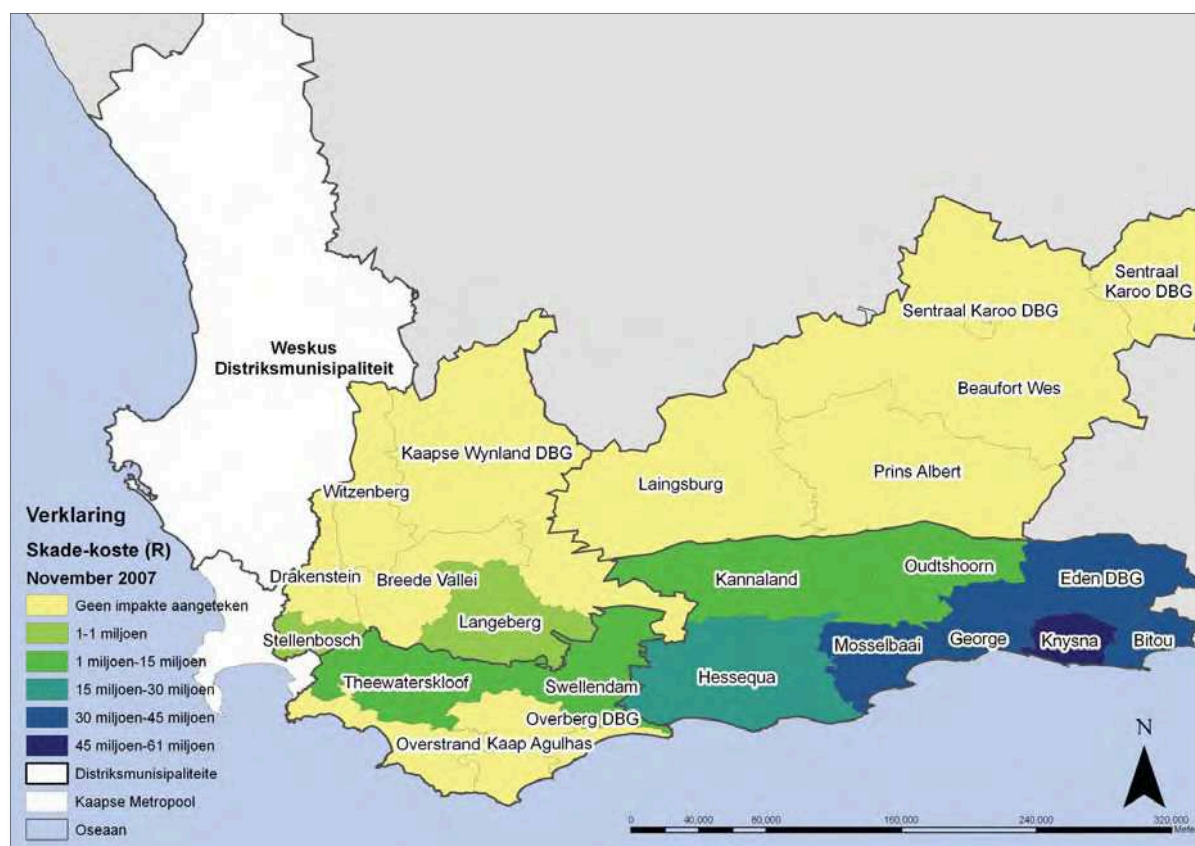 Sentraal
Karoo DBG
Sentraal Karoo DBG
Weskus
Distriksmunisipaliteit
Beaufort Wes
Kaapse Wynland DBG
Prins Albert
Laingsburg
Witzenberg
Drakenstein
Breede Vallei
Kannaland
Oudtshoorn
Eden DBG
Stellenbosch
Langeberg
Mosselbaai
George
Knysna
Bitou
Theewaterskloof
Swellendam
Hessequa
Overberg DBG
Overstrand
Kaap Agulhas
Verklaring
Skade-koste (R)
November 2007
Geen impakte aangeteken
1-1 miljoen
1 miljoen-15 miljoen
15 miljoen-30 miljoen
30 miljoen-45 miljoen
45 miljoen-61 miljoen
Distriksmunisipaliteite
Kaapse Metropool
Oseaan
N
0 40,000 80,000 160,000 240,000 320,000